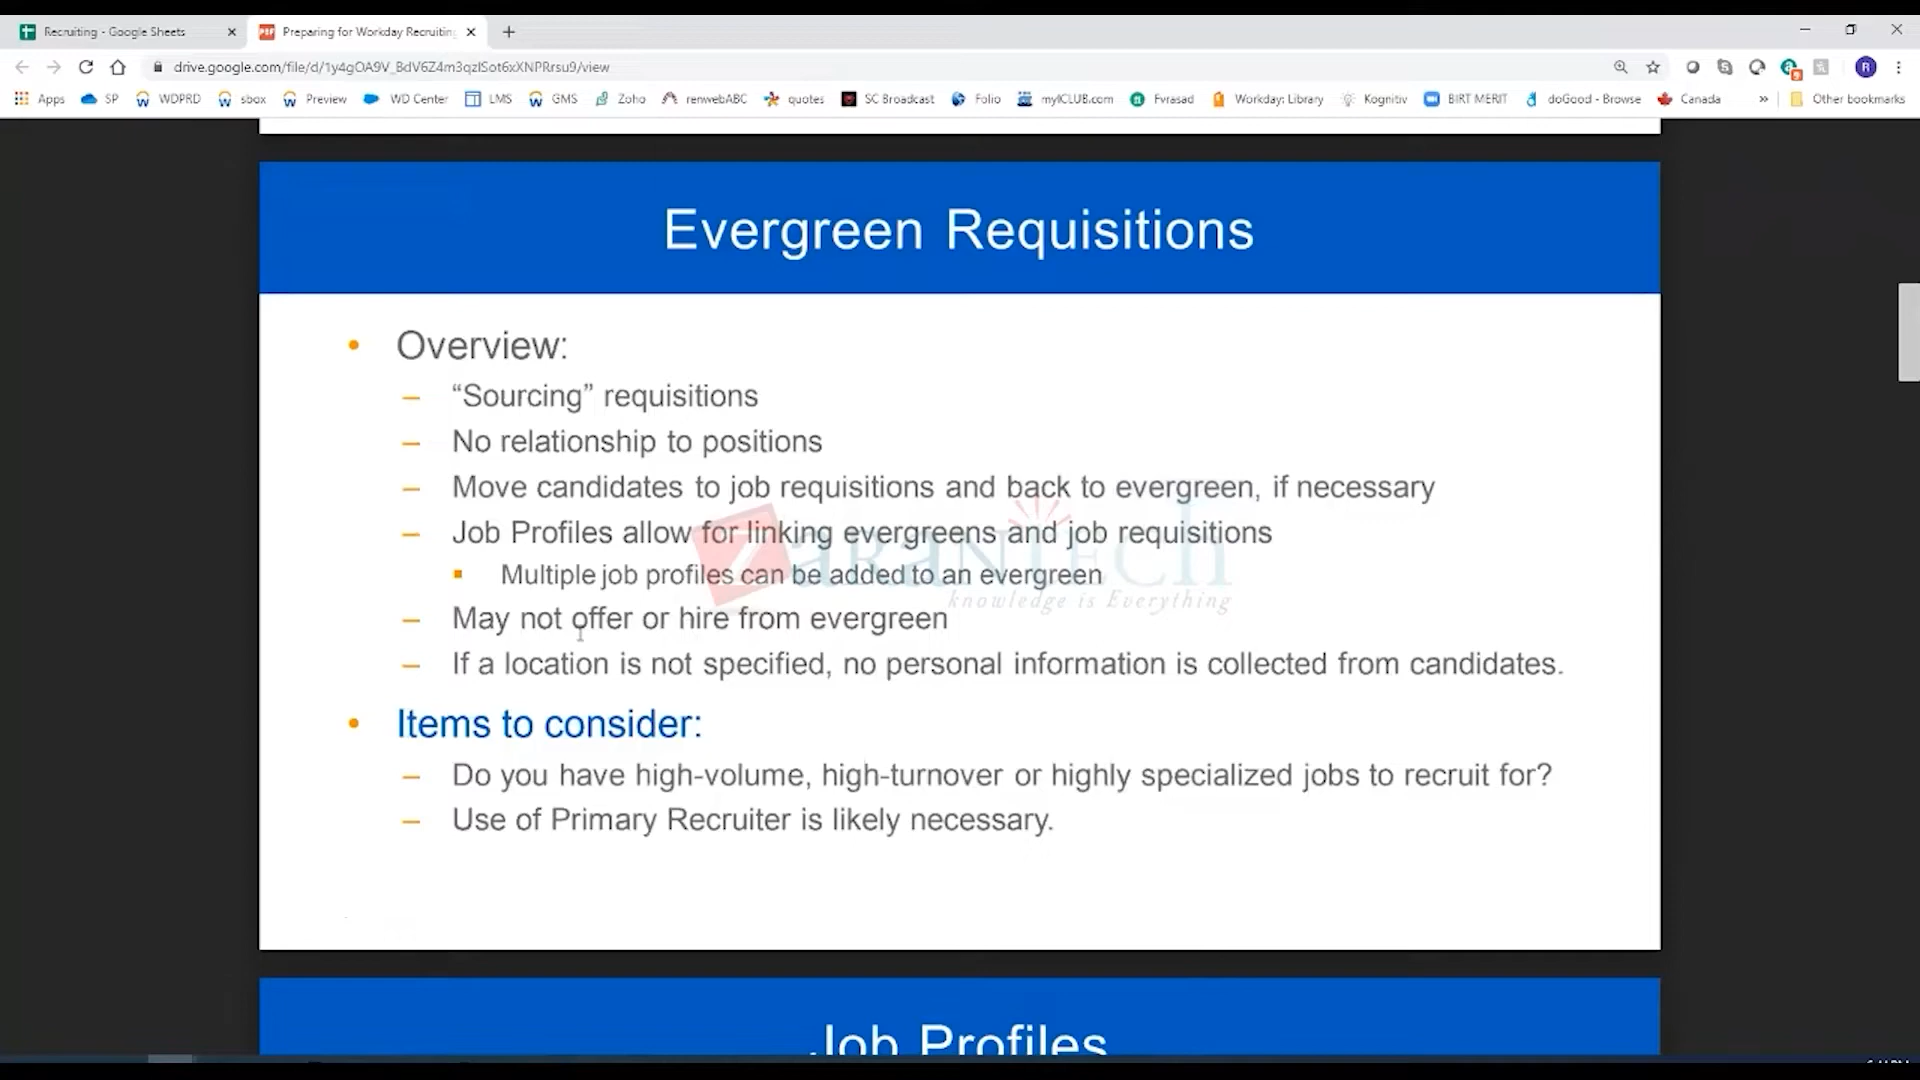 Recruiting - Google Sheets
Preparing for Workday Recruiting
drive.google.com/file/d/1y4gOA9V_BdV6Z4m3qzlSot6xXNPRrsu9/view
Apps SP WDPRD sbox Preview WD Center LMS GMS Zoho renwebABC quotes SC Broadcast Folio myICLUB.com Fvrasad Workday: Library Kognitiv BIRT MERIT doGood - Browse Canada » Other bookmarks
Evergreen Requisitions
• Overview:
– “Sourcing” requisitions
– No relationship to positions
– Move candidates to job requisitions and back to evergreen, if necessary
– Job Profiles allow for linking evergreens and job requisitions
▪ Multiple job profiles can be added to an evergreen
ZaranTech
knowledge is Everything
– May not offer or hire from evergreen
– If a location is not specified, no personal information is collected from candidates.
• Items to consider:
– Do you have high-volume, high-turnover or highly specialized jobs to recruit for?
– Use of Primary Recruiter is likely necessary.
Job Profiles